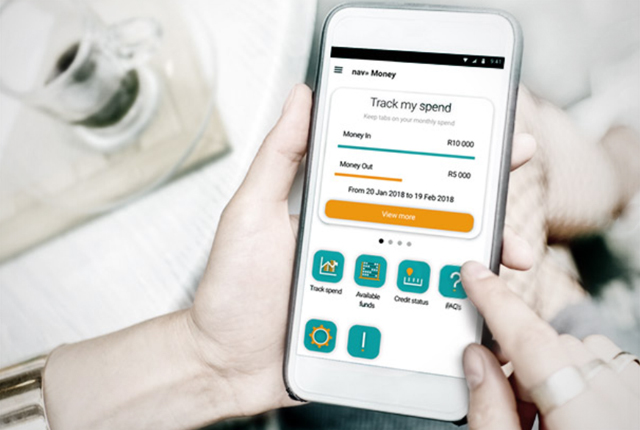 9:41
nav» Money
Track my spend
Keep tabs on your monthly spend
Money In
R10 000
Money Out
R5 000
From 20 Jan 2018 to 19 Feb 2018
View more
Track spend
Available
funds
Credit status
FAQ's